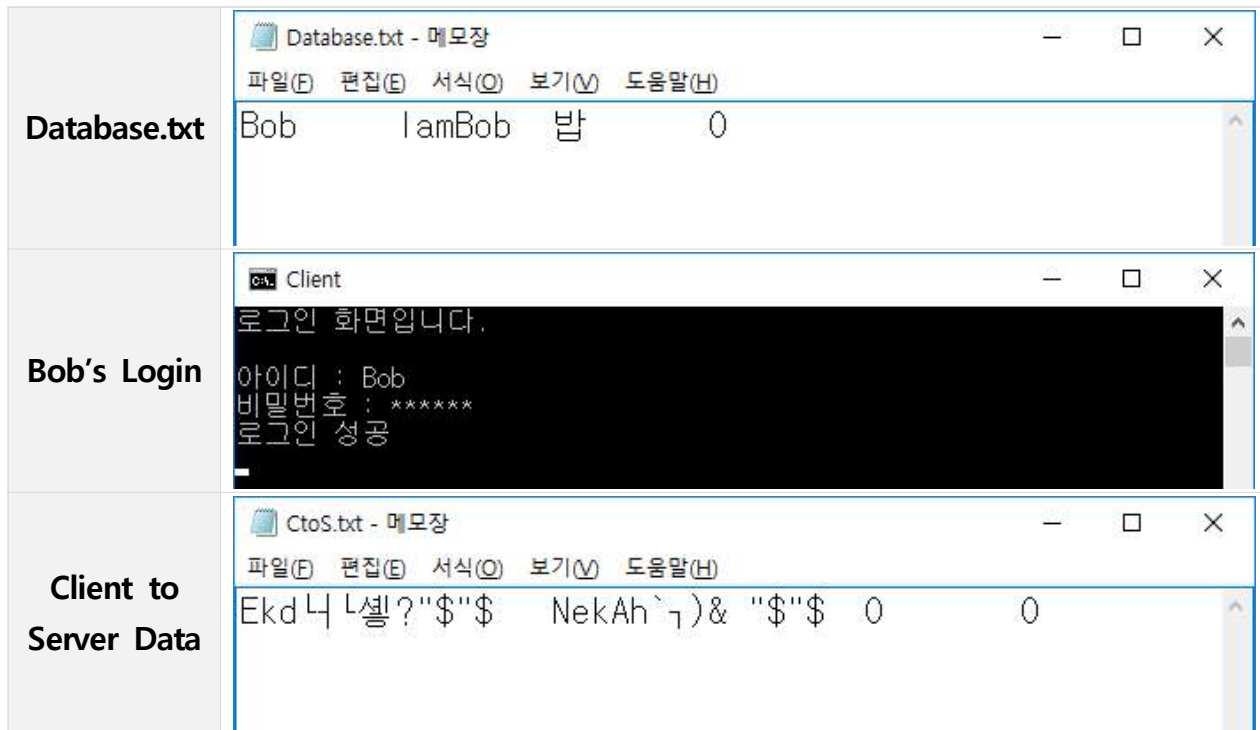 Database.txt - 메모장
파일(F) 편집(E) 서식(O) 보기(V) 도움말(H)
Database.txt
Bob IamBob 밥 0
Client
로그인 화면입니다.
Bob's Login
아이디 : Bob
비밀번호 : ******
로그인 성공
CtoS.txt - 메모장
파일(F) 편집(E) 서식(O) 보기(V) 도움말(H)
Client to
Server Data
?"$"$ "$"$ 0 0